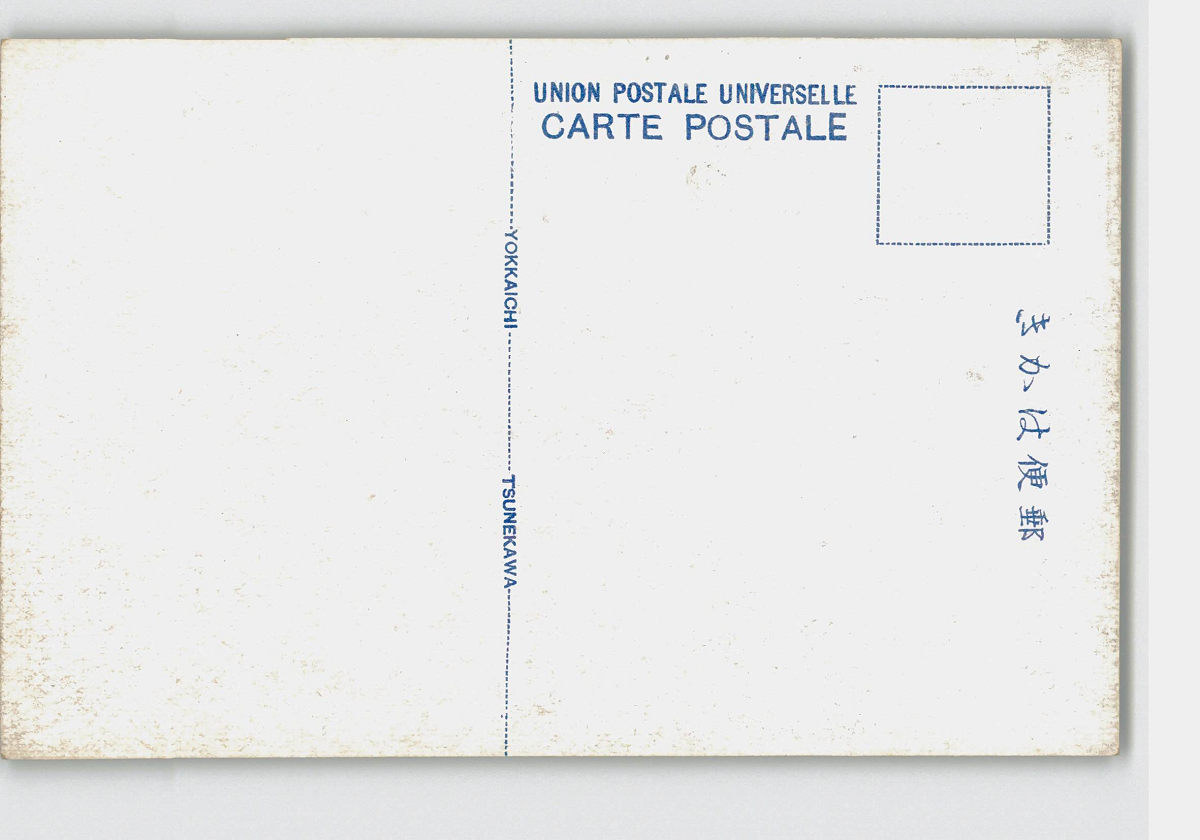 UNION POSTALE UNIVERSELLE
CARTE POSTALE
YOKKAICHI
TSUNEKAWA
きかは便郵